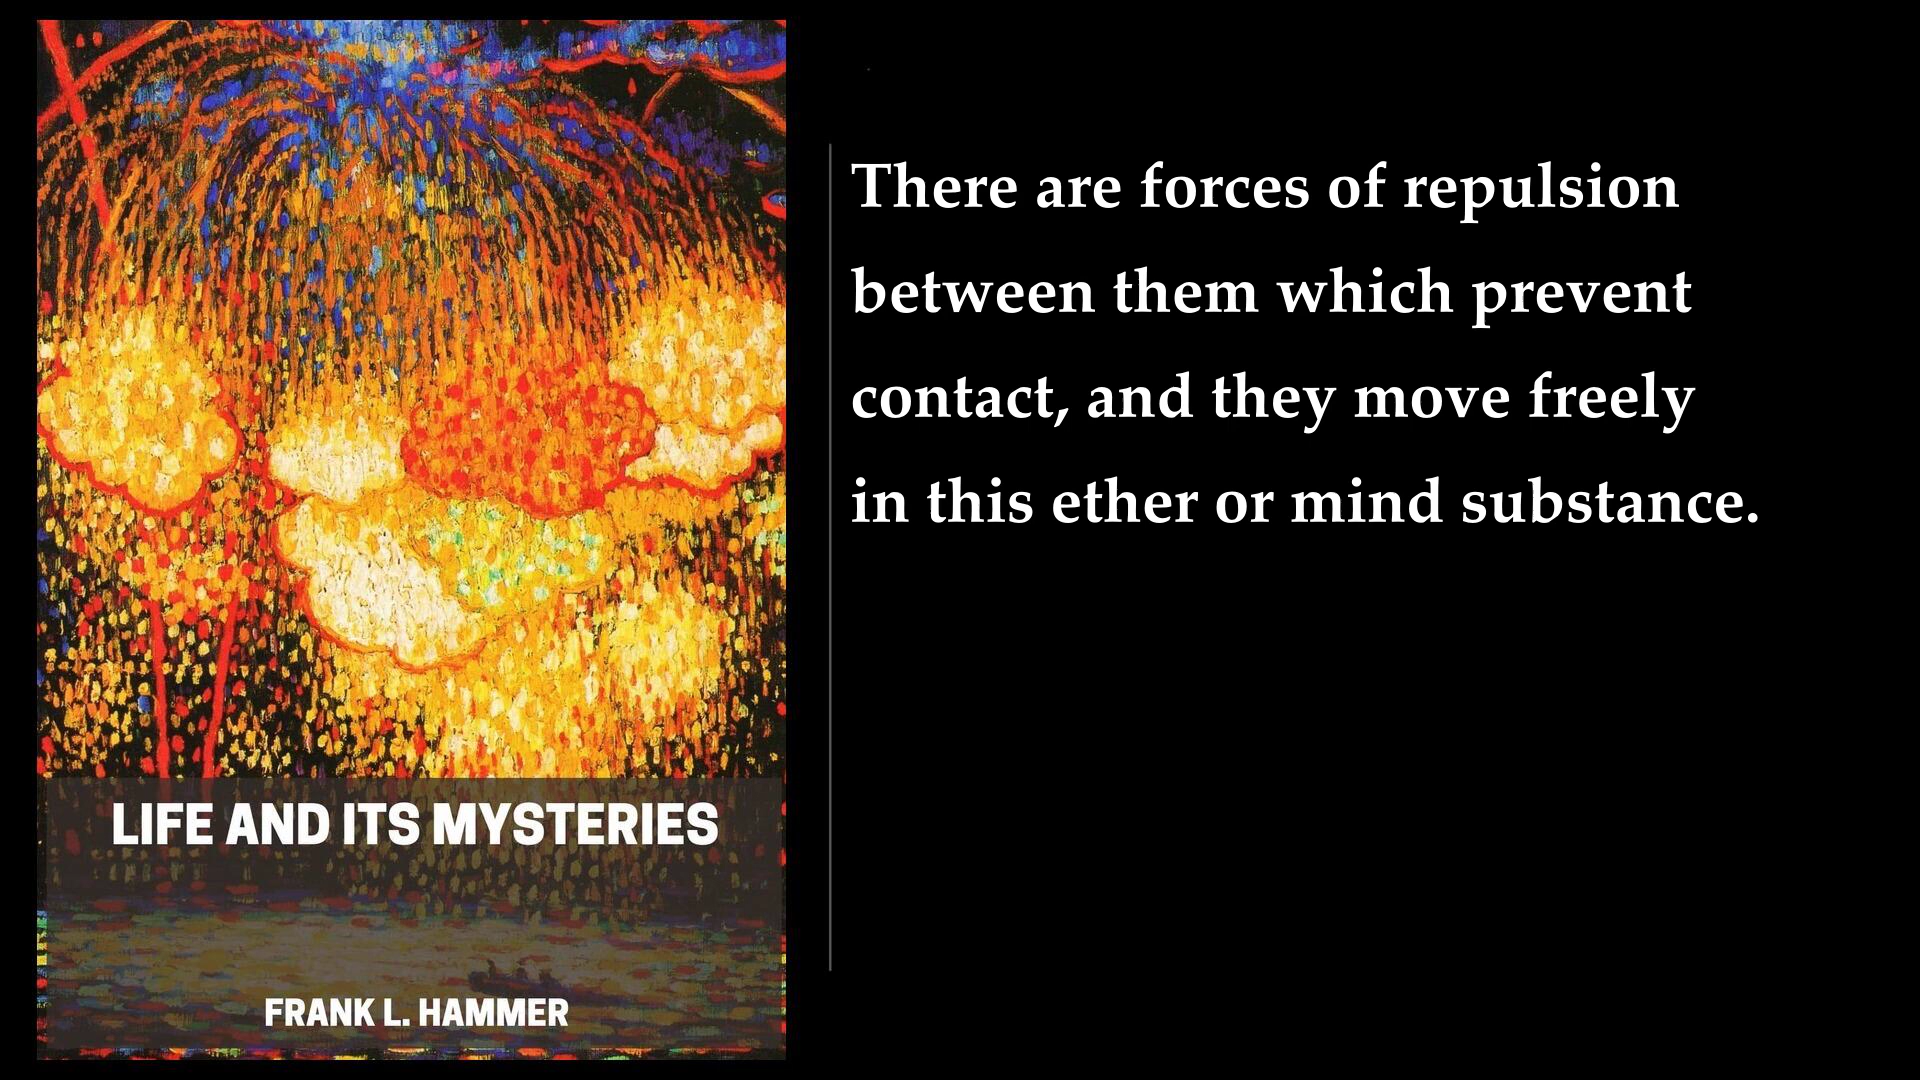 LIFE AND ITS MYSTERIES
FRANK L. HAMMER
There are forces of repulsion
between them which prevent
contact, and they move freely
in this ether or mind substance.